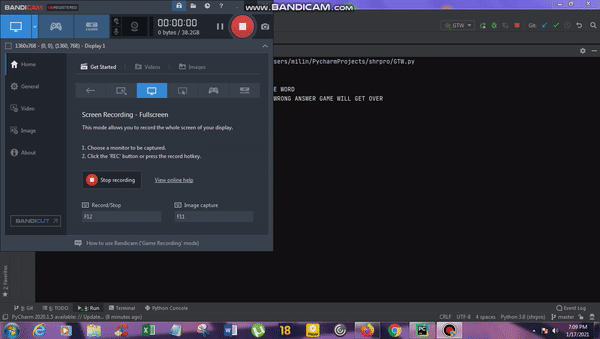 BANDICAM UNREGISTERED
00:00:00
0 bytes / 38.2GB
www.BANDICAM.com
GTW
Git:
1360x768 - (0, 0), (1360, 768) - Display 1
Home
General
Video
Image
About
BANDICUT
Get Started
Videos
Images
Screen Recording - Fullscreen
This mode allows you to record the whole screen of your display.
1. Choose a monitor to be captured.
2. Click the 'REC' button or press the record hotkey.
Stop recording
View online help
Record/Stop
F12
Image capture
F11
How to use Bandicam ('Game Recording' mode)
sers/milin/PycharmProjects/shrpro/GTW.py
E WORD
WRONG ANSWER GAME WILL GET OVER
2: Favorites
9: Git
6: TODO
4: Run
Terminal
Python Console
Event Log
PyCharm 2020.1.5 available: // Update... (8 minutes ago)
CRLF
UTF-8
4 spaces
Python 3.8 (shrpro)
master
18
7:09 PM
1/17/2021